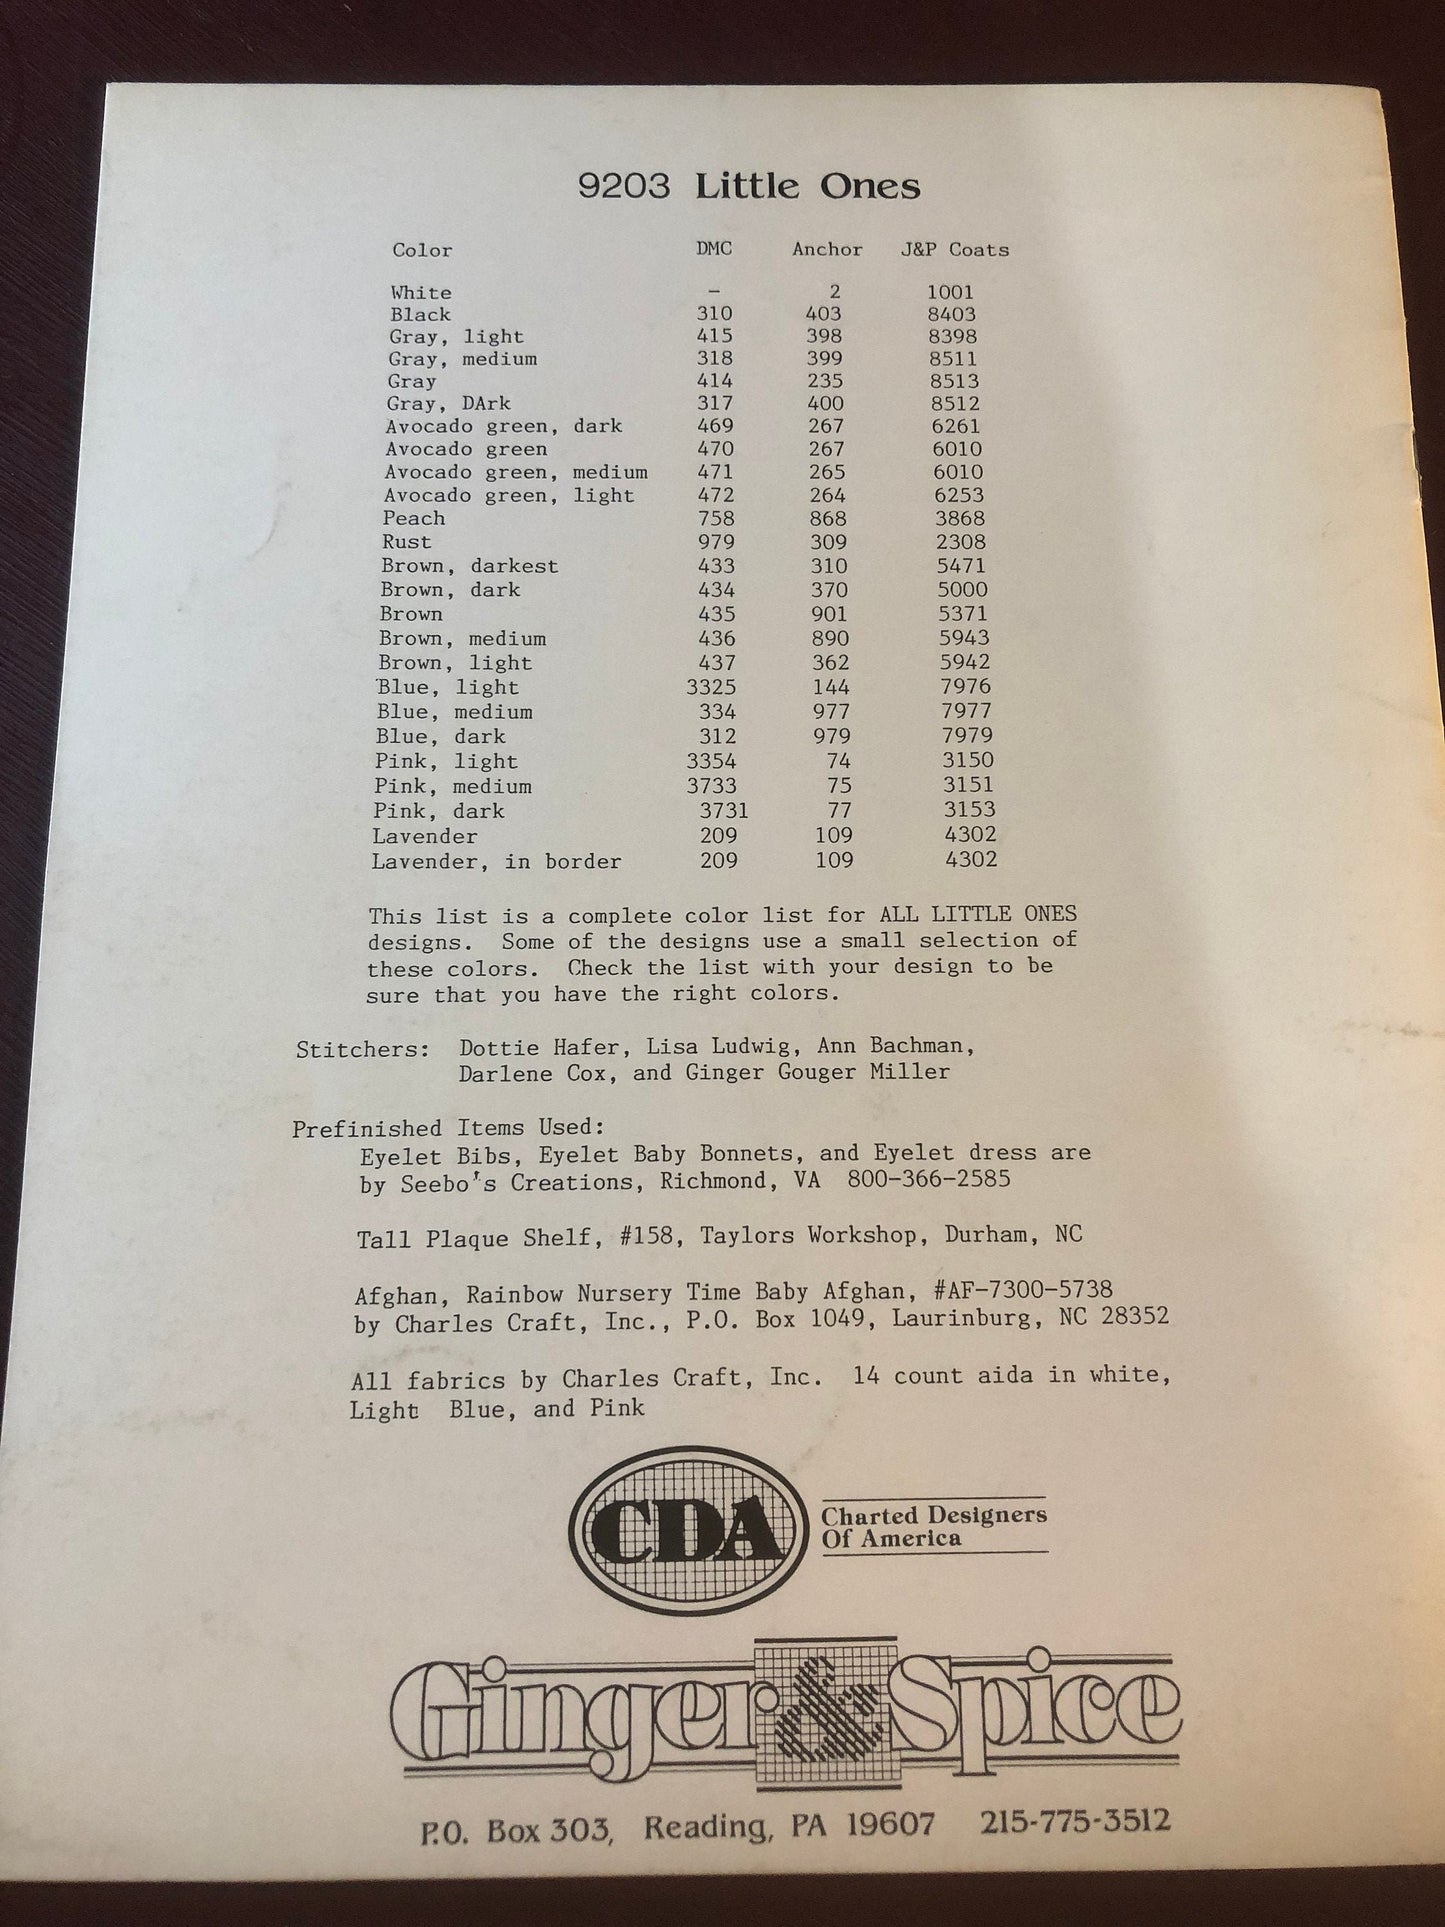 9203 Little Ones
Color DMC Anchor J&P Coats
White – 2 1001
Black 310 403 8403
Gray, light 415 398 8398
Gray, medium 318 399 8511
Gray 414 235 8513
Gray, DArk 317 400 8512
Avocado green, dark 469 267 6261
Avocado green 470 267 6010
Avocado green, medium 471 265 6010
Avocado green, light 472 264 6253
Peach 758 868 3868
Rust 979 309 2308
Brown, darkest 433 310 5471
Brown, dark 434 370 5000
Brown 435 901 5371
Brown, medium 436 890 5943
Brown, light 437 362 5942
Blue, light 3325 144 7976
Blue, medium 334 977 7977
Blue, dark 312 979 7979
Pink, light 3354 74 3150
Pink, medium 3733 75 3151
Pink, dark 3731 77 3153
Lavender 209 109 4302
Lavender, in border 209 109 4302
This list is a complete color list for ALL LITTLE ONES
designs. Some of the designs use a small selection of
these colors. Check the list with your design to be
sure that you have the right colors.
Stitchers: Dottie Hafer, Lisa Ludwig, Ann Bachman,
Darlene Cox, and Ginger Gouger Miller
Prefinished Items Used:
Eyelet Bibs, Eyelet Baby Bonnets, and Eyelet dress are
by Seebo's Creations, Richmond, VA 800-366-2585
Tall Plaque Shelf, #158, Taylors Workshop, Durham, NC
Afghan, Rainbow Nursery Time Baby Afghan, #AF-7300-5738
by Charles Craft, Inc., P.O. Box 1049, Laurinburg, NC 28352
All fabrics by Charles Craft, Inc. 14 count aida in white,
Light Blue, and Pink
CDA
Charted Designers
Of America
Ginger & Spice
P.O. Box 303, Reading, PA 19607 215-775-3512